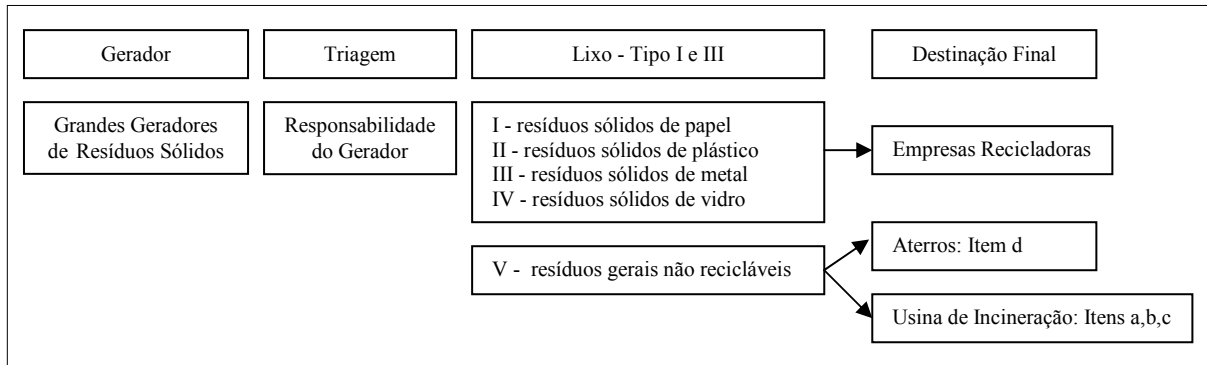 Gerador
Triagem
Lixo - Tipo I e III
Destinação Final
Grandes Geradores
de Resíduos Sólidos
Responsabilidade
do Gerador
I - resíduos sólidos de papel
II - resíduos sólidos de plástico
III - resíduos sólidos de metal
IV - resíduos sólidos de vidro
Empresas Recicladoras
V - resíduos gerais não recicláveis
Aterros: Item d
Usina de Incineração: Itens a,b,c